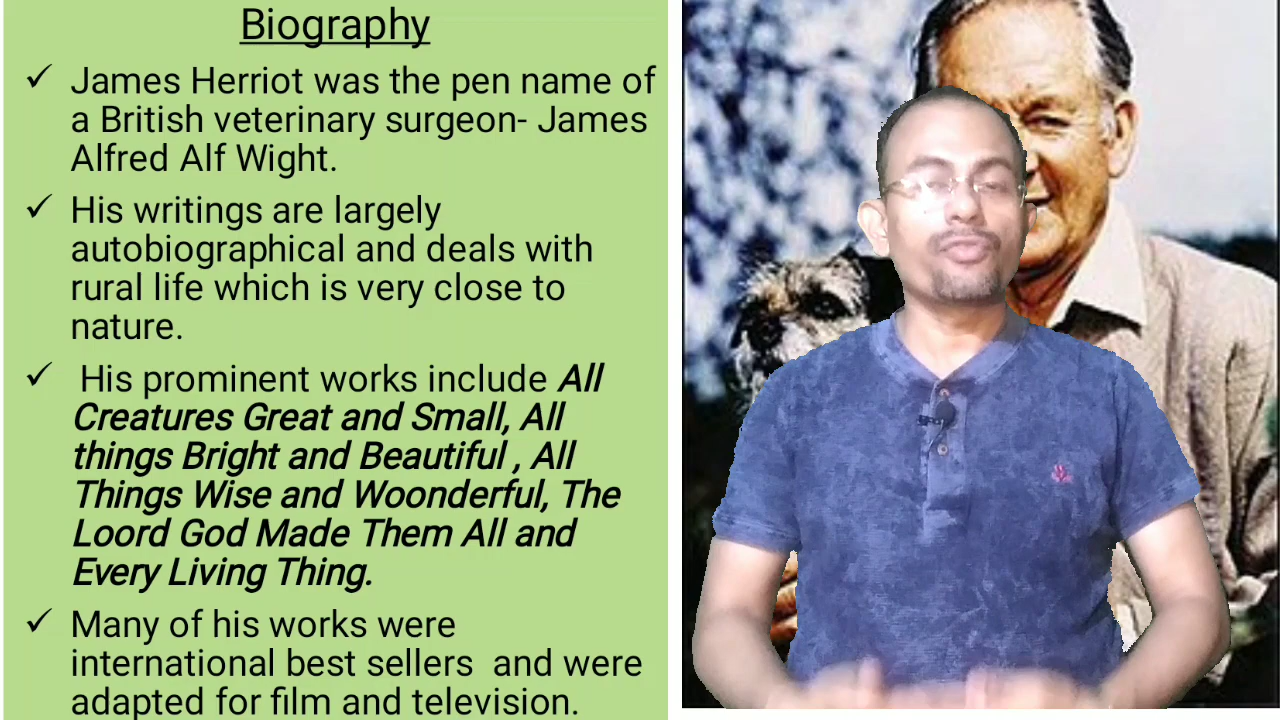 Biography
✓ James Herriot was the pen name of
a British veterinary surgeon- James
Alfred Alf Wight.
✓ His writings are largely
autobiographical and deals with
rural life which is very close to
nature.
✓ His prominent works include All
Creatures Great and Small, All
things Bright and Beautiful , All
Things Wise and Woonderful, The
Loord God Made Them All and
Every Living Thing.
✓ Many of his works were
international best sellers and were
adapted for film and television.